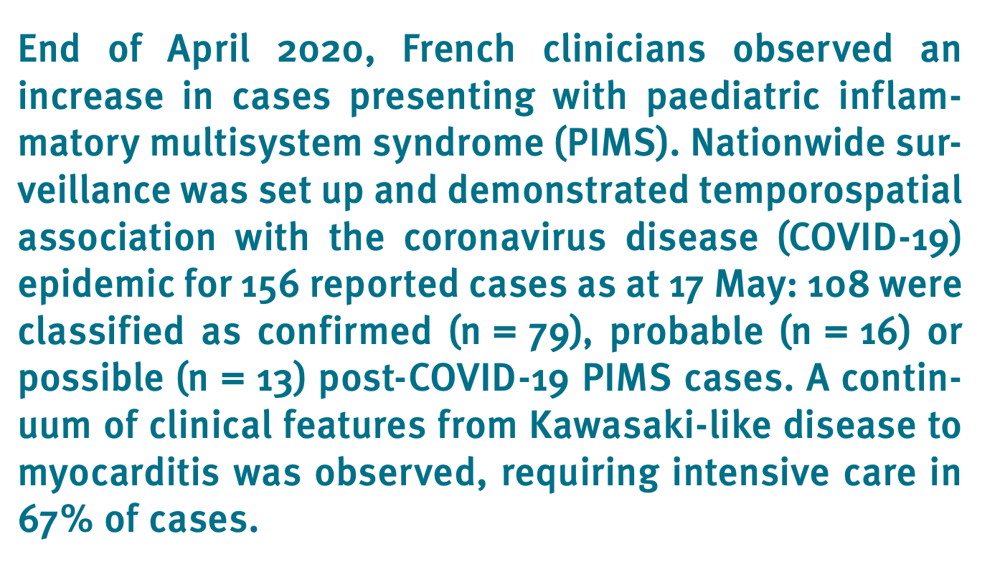 End of April 2020, French clinicians observed an
increase in cases presenting with paediatric inflam-
matory multisystem syndrome (PIMS). Nationwide sur-
veillance was set up and demonstrated temporospatial
association with the coronavirus disease (COVID-19)
epidemic for 156 reported cases as at 17 May: 108 were
classified as confirmed (n = 79), probable (n = 16) or
possible (n = 13) post-COVID-19 PIMS cases. A contin-
uum of clinical features from Kawasaki-like disease to
myocarditis was observed, requiring intensive care in
67% of cases.